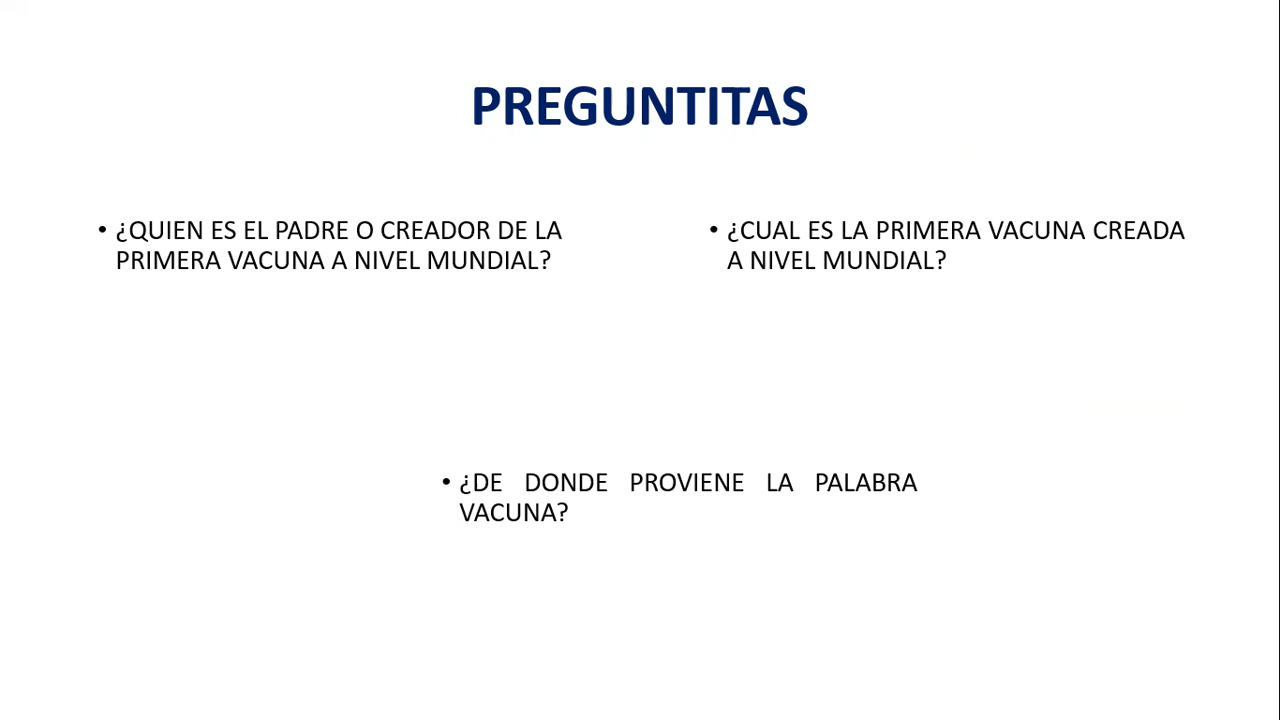 PREGUNTITAS
• ¿QUIEN ES EL PADRE O CREADOR DE LA
PRIMERA VACUNA A NIVEL MUNDIAL?
• ¿CUAL ES LA PRIMERA VACUNA CREADA
A NIVEL MUNDIAL?
• ¿DE DONDE PROVIENE LA PALABRA
VACUNA?